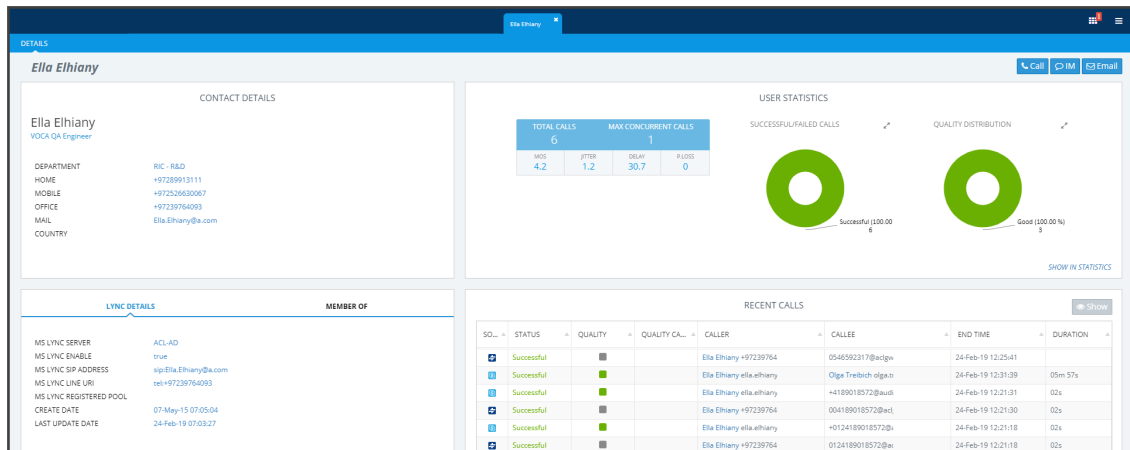 Ella Elhiany ×
DETAILS
Ella Elhiany
Call IM Email
CONTACT DETAILS
Ella Elhiany
VOCA QA Engineer
DEPARTMENT RIC - R&D
HOME +97289913111
MOBILE +972526630067
OFFICE +97239764093
MAIL Ella.Elhiany@a.com
COUNTRY
USER STATISTICS
TOTAL CALLS MAX CONCURRENT CALLS
6 1
MOS JITTER DELAY P.LOSS
4.2 1.2 30.7 0
SUCCESSFUL/FAILED CALLS
Successful (100.00
6
QUALITY DISTRIBUTION
Good (100.00 %)
3
SHOW IN STATISTICS
LYNC DETAILS MEMBER OF
MS LYNC SERVER ACL-AD
MS LYNC ENABLE true
MS LYNC SIP ADDRESS sip:Ella.Elhiany@a.com
MS LYNC LINE URI tel:+97239764093
MS LYNC REGISTERED POOL
CREATE DATE 07-May-15 07:05:04
LAST UPDATE DATE 24-Feb-19 07:03:27
RECENT CALLS
Show
SO... STATUS QUALITY QUALITY CA... CALLER CALLEE END TIME DURATION
Successful Ella Elhiany +97239764 0546592317@aclgw 24-Feb-19 12:25:41
Successful Ella Elhiany ella.elhiany Olga Treibich olga.tr 24-Feb-19 12:31:39 05m 57s
Successful Ella Elhiany ella.elhiany +4189018572@audi 24-Feb-19 12:21:31 02s
Successful Ella Elhiany +97239764 004189018572@acl 24-Feb-19 12:21:30 02s
Successful Ella Elhiany ella.elhiany +0124189018572@ 24-Feb-19 12:21:18 02s
Successful Ella Elhiany +97239764 0124189018572@ac 24-Feb-19 12:21:18 02s